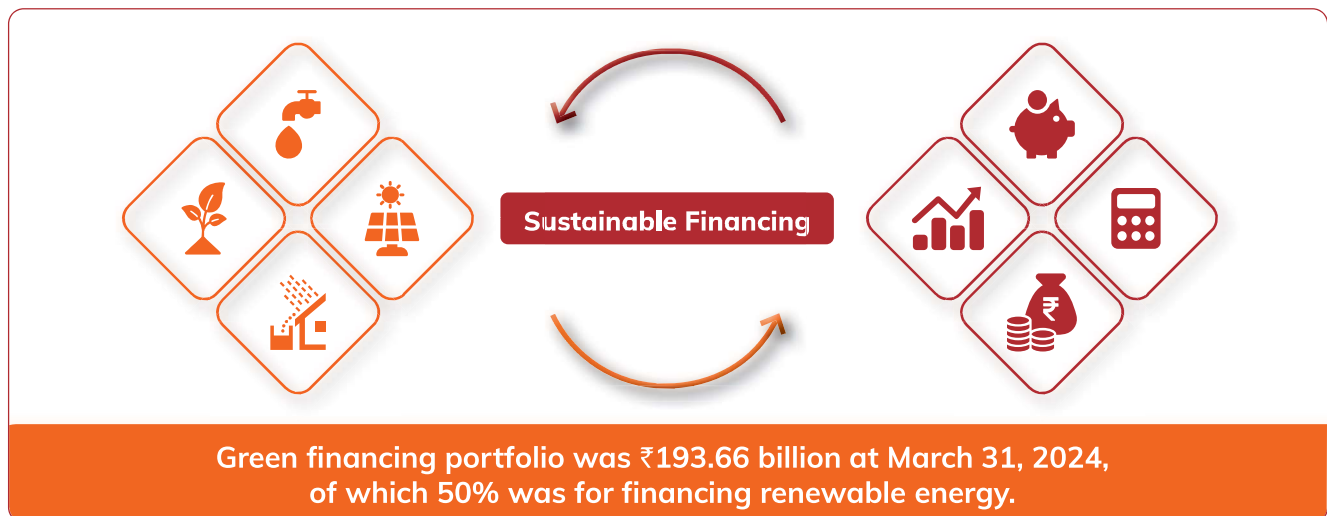 Sustainable Financing
₹
Green financing portfolio was ₹193.66 billion at March 31, 2024,
of which 50% was for financing renewable energy.